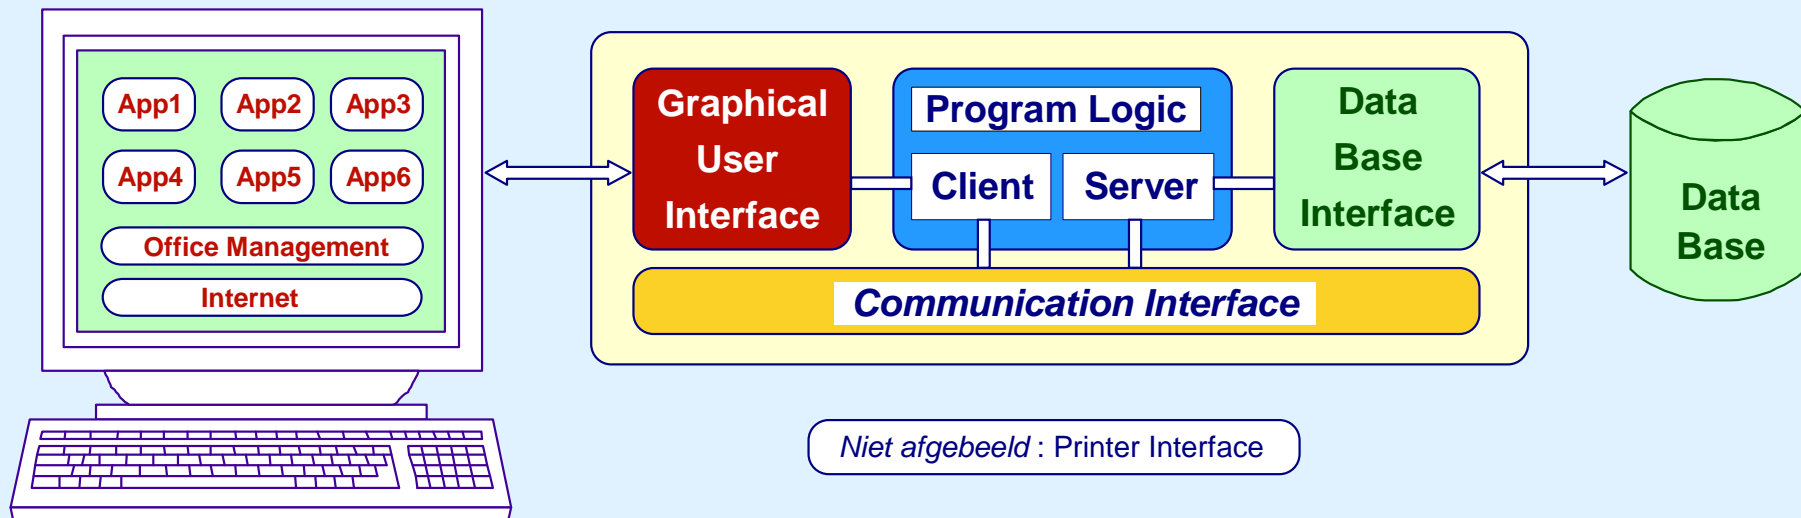 App1 App2 App3
App4 App5 App6
Office Management
Internet
Graphical
User
Interface
Program Logic
Client Server
Data
Base
Interface
Communication Interface
Data
Base
Niet afgebeeld : Printer Interface